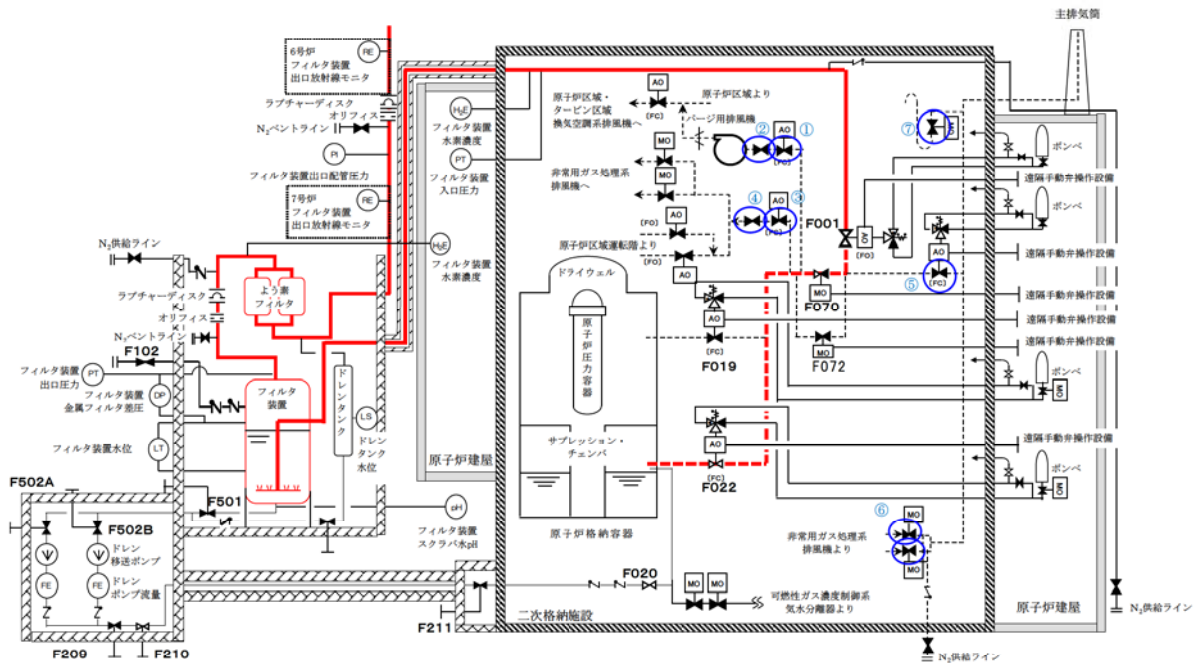 主排気筒
6号炉
フィルタ装置
出口放射線モニタ
RE
ラプチャーディスク
オリフィス
N₂ベントライン
PI
フィルタ装置出口配管圧力
7号炉
フィルタ装置
出口放射線モニタ
RE
H₂E
フィルタ装置
水素濃度
PT
フィルタ装置
入口圧力
H₂E
フィルタ装置
水素濃度
N₂供給ライン
ラプチャーディスク
オリフィス
N₂ベントライン
よう素
フィルタ
F102
PT
フィルタ装置
出口圧力
DP
フィルタ装置
金属フィルタ差圧
フィルタ装置水位
LT
フィルタ
装置
ドレンタンク
LS
ドレン
タンク
水位
原子炉建屋
F502A
F501
F502B
ドレン
移送ポンプ
FE
FE
ドレン
ポンプ流量
F209
F210
pH
フィルタ装置
スクラバ水pH
F211
AO
原子炉区域・
タービン区域
換気空調系排風機へ
(FC)
原子炉区域より
パージ用排風機
②
AO
①
(FC)
MO
MO
非常用ガス処理系
排風機へ
④
AO
③
(FC)
AO
(FO)
原子炉区域運転階より
(FO)
AO
F001
AO
(FO)
⑦
MO
AO
⑤
(FC)
MO
F070
MO
F072
AO
(FC)
F019
AO
(FC)
F022
ドライウェル
原子炉圧力容器
サプレッション・
チェンバ
原子炉格納容器
⑥
MO
非常用ガス処理系
排風機より
MO
F020
MO
MO
可燃性ガス濃度制御系
気水分離器より
二次格納施設
ボンベ
遠隔手動弁操作設備
ボンベ
遠隔手動弁操作設備
遠隔手動弁操作設備
遠隔手動弁操作設備
遠隔手動弁操作設備
ボンベ
MO
遠隔手動弁操作設備
ボンベ
MO
原子炉建屋
N₂供給ライン
N₂供給ライン